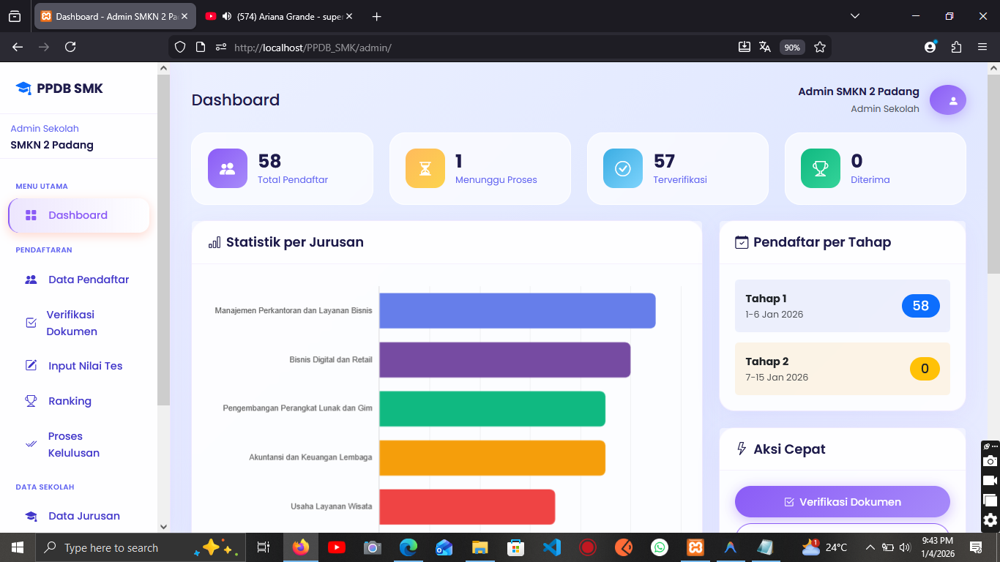 Dashboard - Admin SMKN 2 Pa
(574) Ariana Grande - supe
http://localhost/PPDB_SMK/admin/
90%
PPDB SMK
Admin Sekolah
SMKN 2 Padang
MENU UTAMA
Dashboard
PENDAFTARAN
Data Pendaftar
Verifikasi
Dokumen
Input Nilai Tes
Ranking
Proses
Kelulusan
DATA SEKOLAH
Data Jurusan
Dashboard
Admin SMKN 2 Padang
Admin Sekolah
58
Total Pendaftar
1
Menunggu Proses
57
Terverifikasi
0
Diterima
Statistik per Jurusan
Manajemen Perkantoran dan Layanan Bisnis
Bisnis Digital dan Retail
Pengembangan Perangkat Lunak dan Gim
Akuntansi dan Keuangan Lembaga
Usaha Layanan Wisata
Pendaftar per Tahap
Tahap 1
1-6 Jan 2026
58
Tahap 2
7-15 Jan 2026
0
Aksi Cepat
Verifikasi Dokumen
Type here to search
1
24°C
9:43 PM
1/4/2026